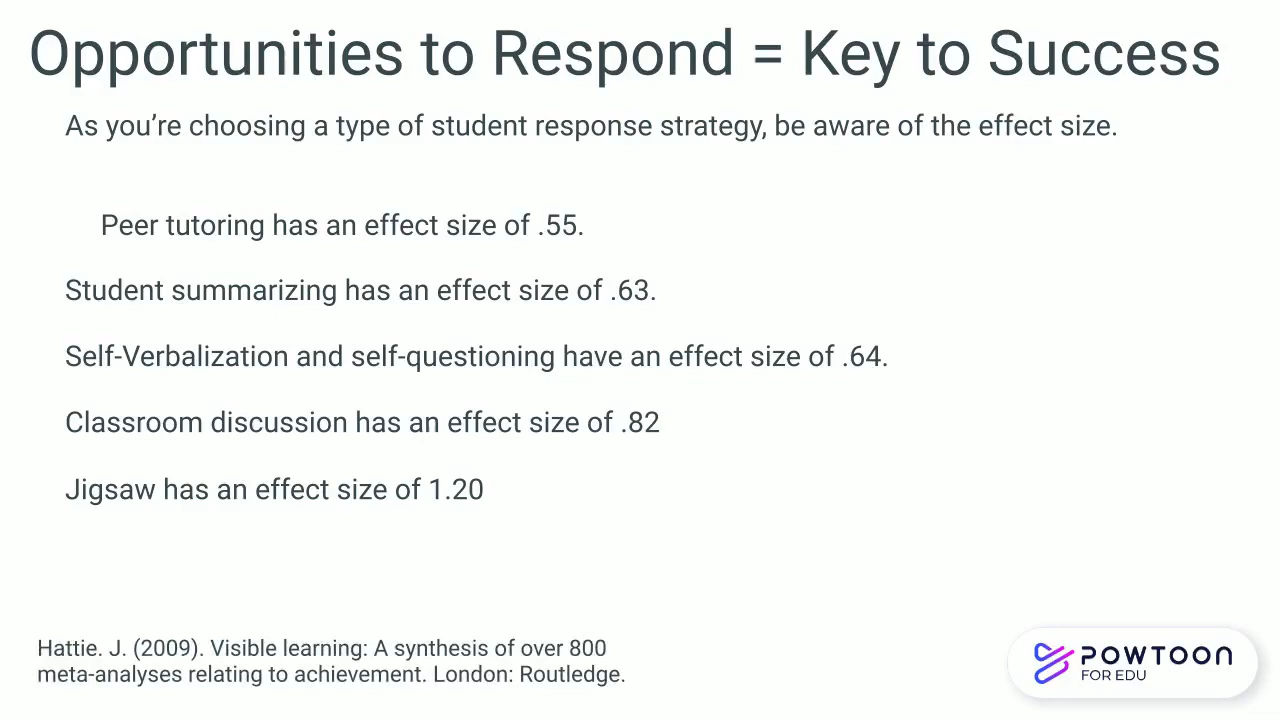 Opportunities to Respond = Key to Success
As you’re choosing a type of student response strategy, be aware of the effect size.
Peer tutoring has an effect size of .55.
Student summarizing has an effect size of .63.
Self-Verbalization and self-questioning have an effect size of .64.
Classroom discussion has an effect size of .82
Jigsaw has an effect size of 1.20
Hattie. J. (2009). Visible learning: A synthesis of over 800
meta-analyses relating to achievement. London: Routledge.
POWTOON
FOR EDU